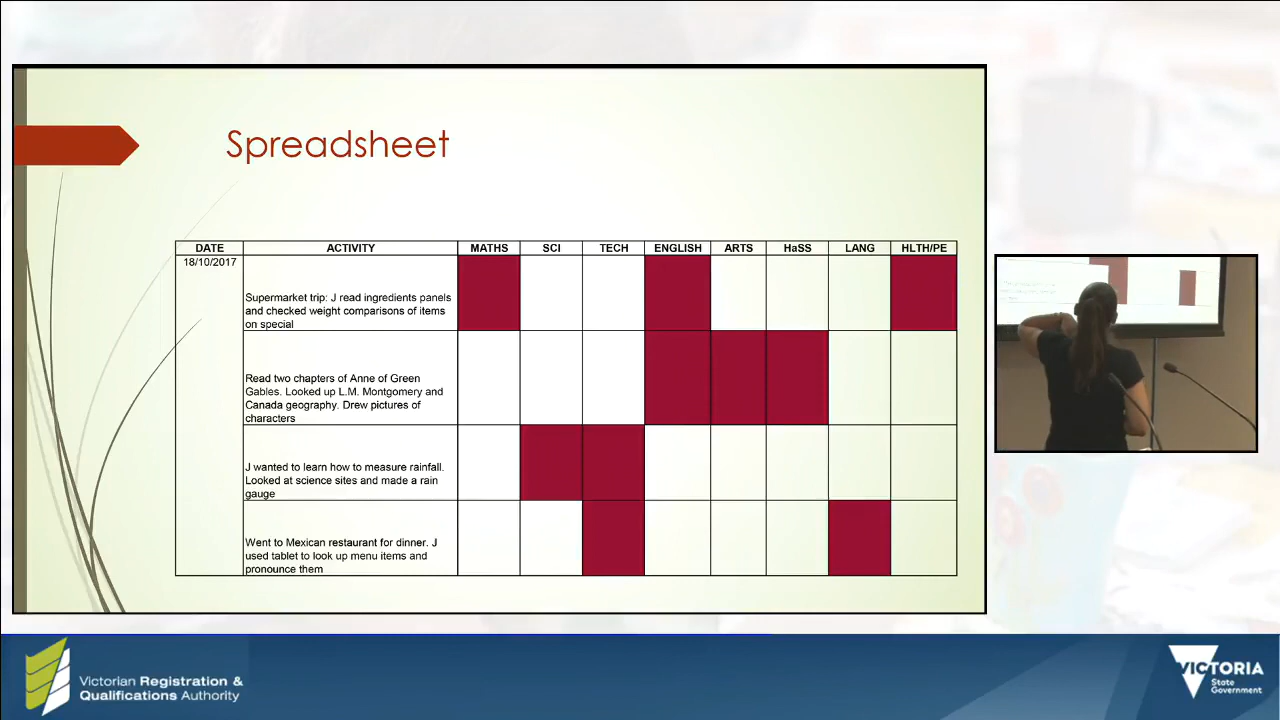 Spreadsheet
DATE ACTIVITY MATHS SCI TECH ENGLISH ARTS HaSS LANG HLTH/PE
18/10/2017
Supermarket trip: J read ingredients panels
and checked weight comparisons of items
on special
Read two chapters of Anne of Green
Gables. Looked up L.M. Montgomery and
Canada geography. Drew pictures of
characters
J wanted to learn how to measure rainfall.
Looked at science sites and made a rain
gauge
Went to Mexican restaurant for dinner. J
used tablet to look up menu items and
pronounce them
Victorian Registration &
Qualifications Authority
VICTORIA
State
Government